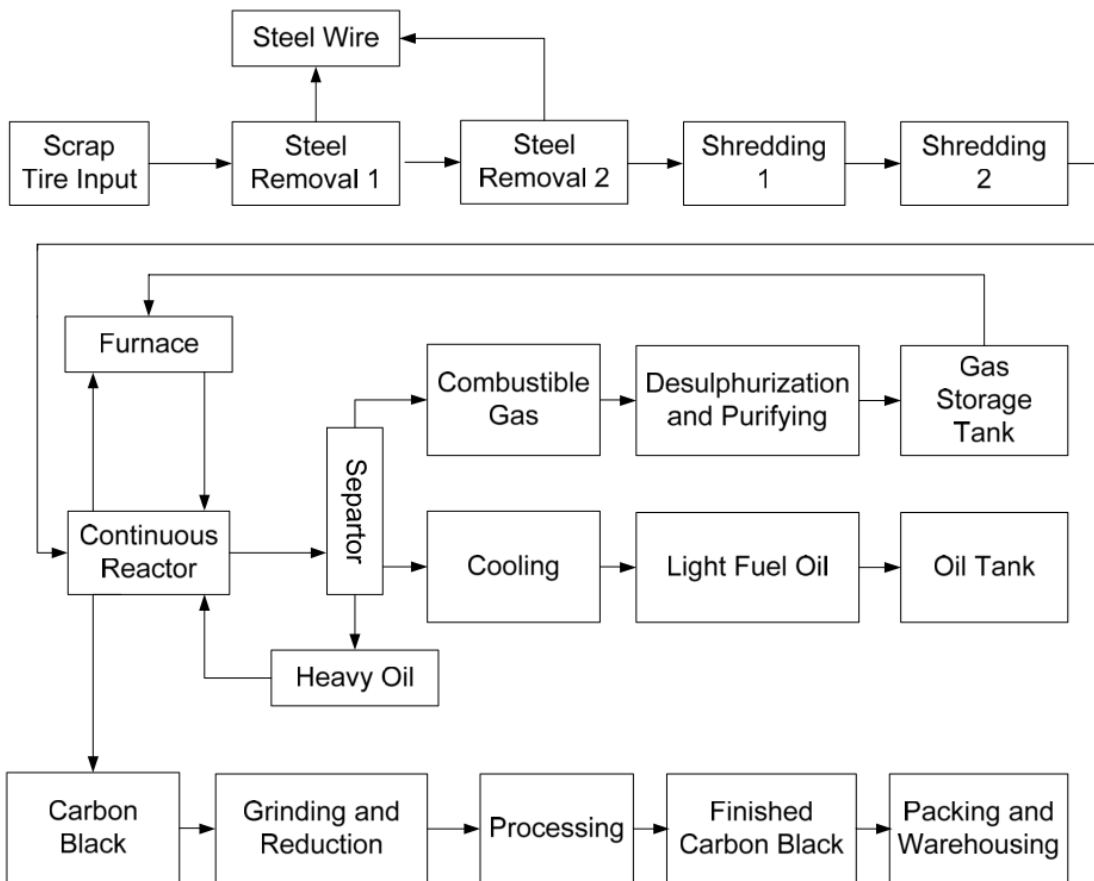 Steel Wire
Scrap
Tire Input
Steel
Removal 1
Steel
Removal 2
Shredding
1
Shredding
2
Furnace
Combustible
Gas
Desulphurization
and Purifying
Gas
Storage
Tank
Separtor
Continuous
Reactor
Cooling
Light Fuel Oil
Oil Tank
Heavy Oil
Carbon
Black
Grinding and
Reduction
Processing
Finished
Carbon Black
Packing and
Warehousing